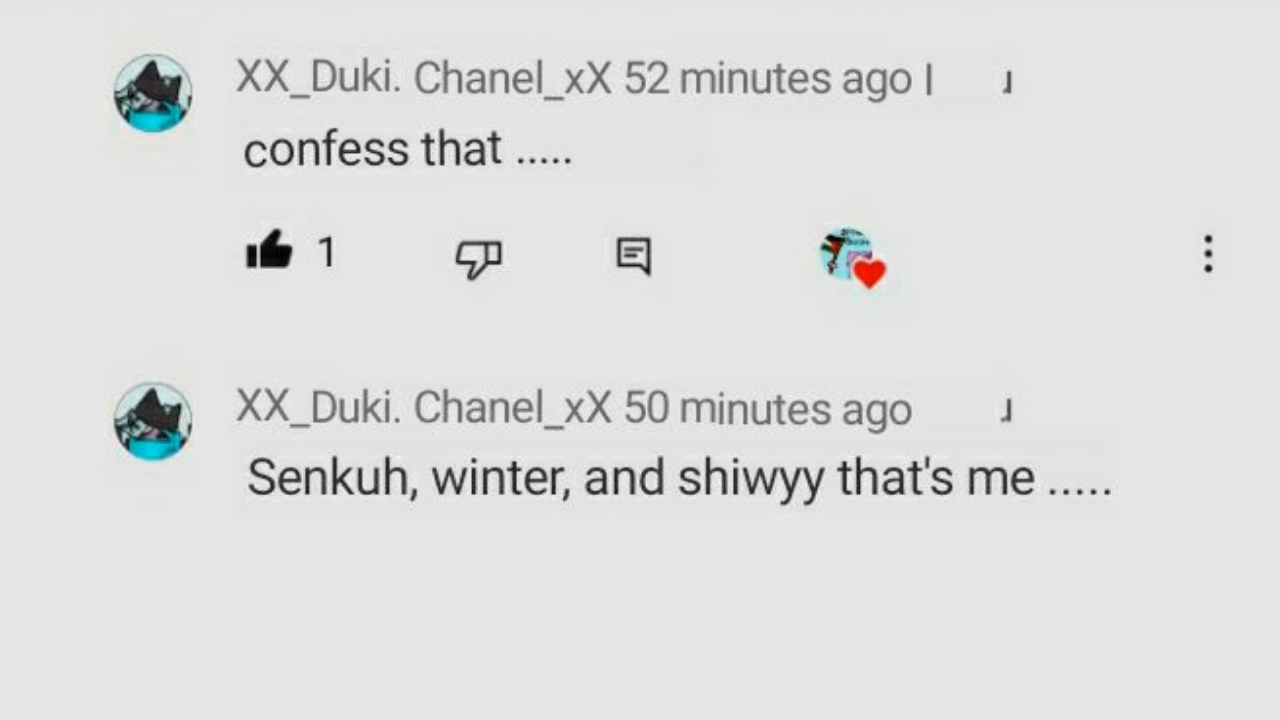 XX_Duki. Chanel_xX 52 minutes ago |
confess that .....
1
XX_Duki. Chanel_xX 50 minutes ago
Senkuh, winter, and shiwyy that's me .....